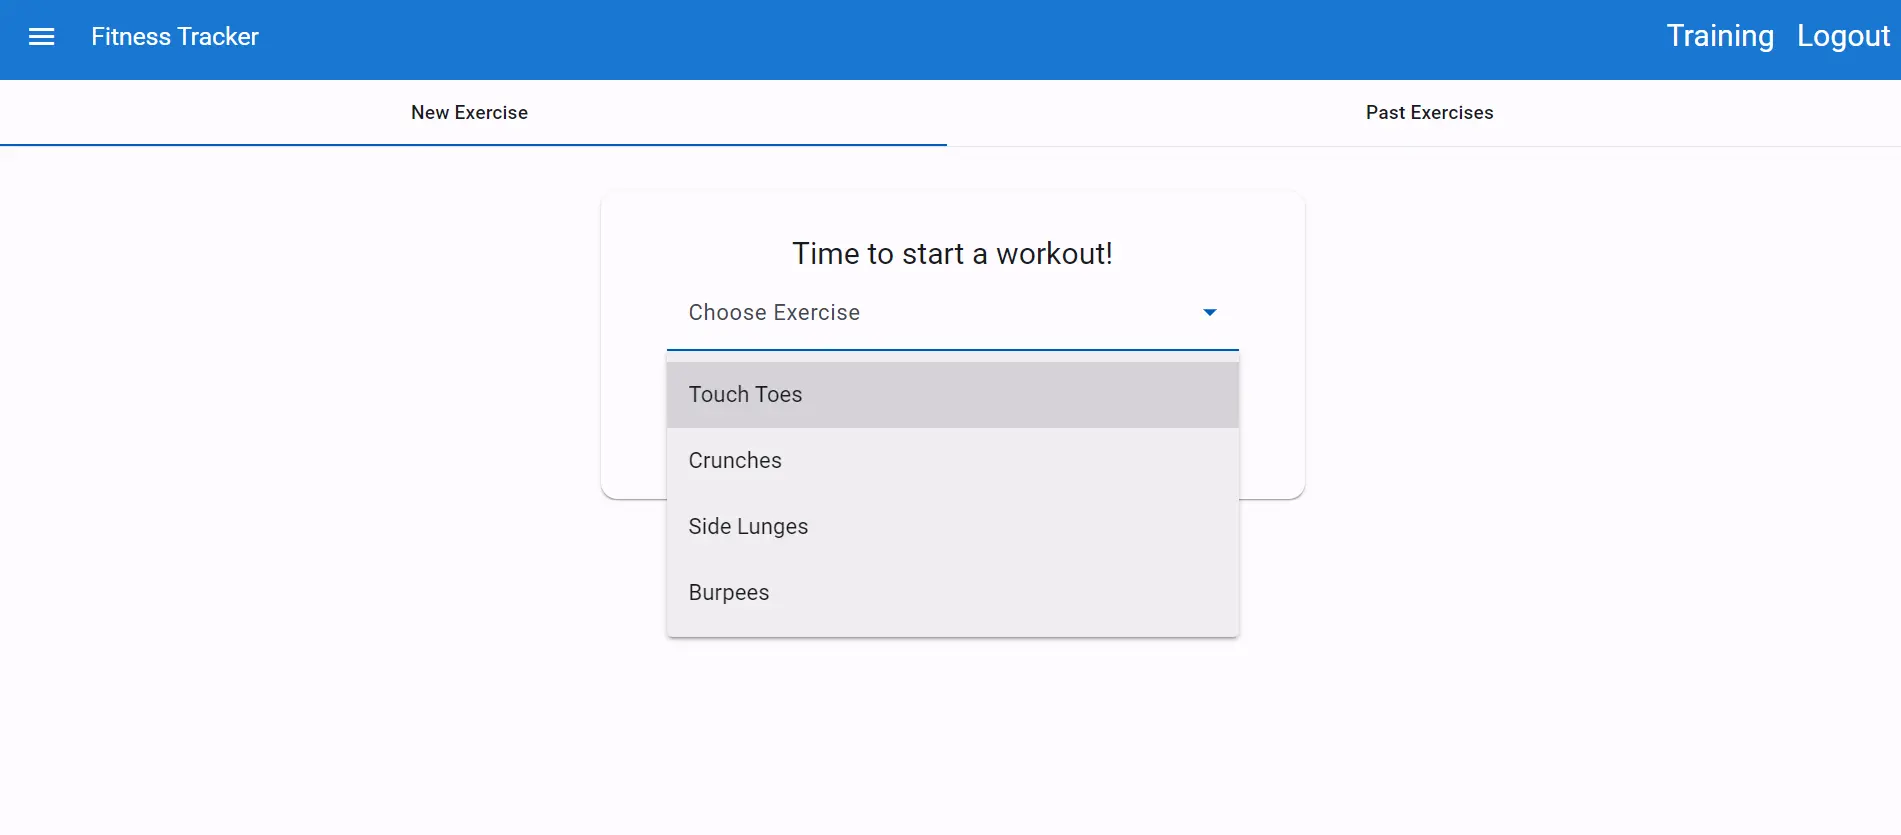 Fitness Tracker
Training Logout
New Exercise
Past Exercises
Time to start a workout!
Choose Exercise
Touch Toes
Crunches
Side Lunges
Burpees